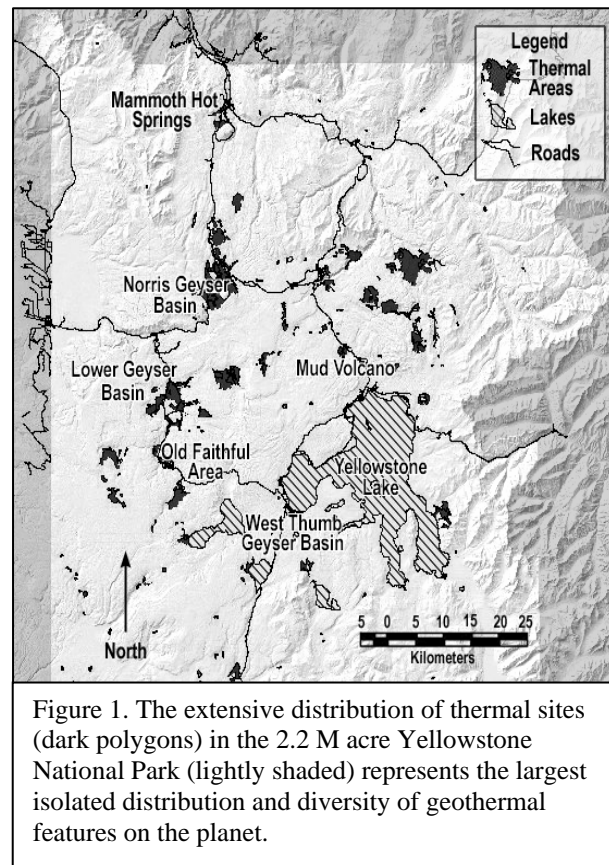 Legend
Thermal
Areas
Lakes
Roads
Mammoth Hot
Springs
Norris Geyser
Basin
Lower Geyser
Basin
Mud Volcano
Old Faithful
Area
Yellowstone
Lake
West Thumb
Geyser Basin
North
5 0 5 10 15 20 25
Kilometers
Figure 1. The extensive distribution of thermal sites
(dark polygons) in the 2.2 M acre Yellowstone
National Park (lightly shaded) represents the largest
isolated distribution and diversity of geothermal
features on the planet.